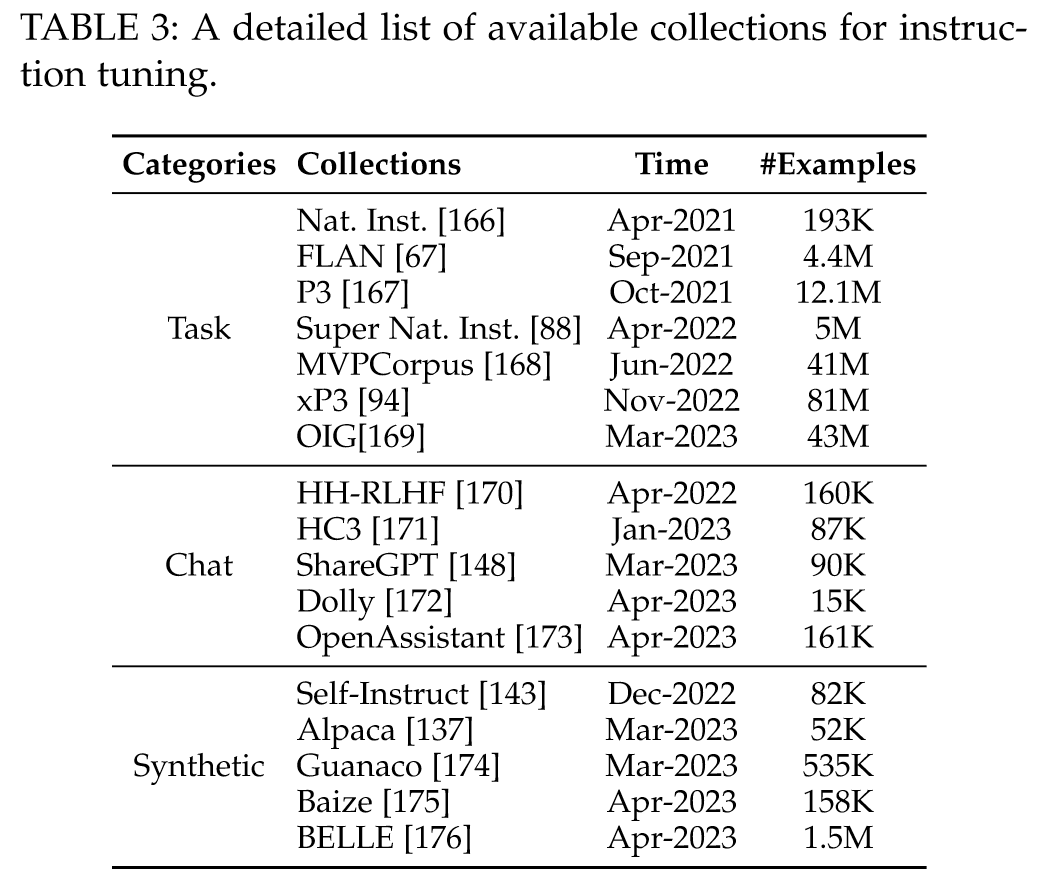 TABLE 3: A detailed list of available collections for instruc-
tion tuning.
Categories Collections Time #Examples
Nat. Inst. [166] Apr-2021 193K
FLAN [67] Sep-2021 4.4M
P3 [167] Oct-2021 12.1M
Task Super Nat. Inst. [88] Apr-2022 5M
MVPCorpus [168] Jun-2022 41M
xP3 [94] Nov-2022 81M
OIG[169] Mar-2023 43M
HH-RLHF [170] Apr-2022 160K
HC3 [171] Jan-2023 87K
Chat ShareGPT [148] Mar-2023 90K
Dolly [172] Apr-2023 15K
OpenAssistant [173] Apr-2023 161K
Self-Instruct [143] Dec-2022 82K
Alpaca [137] Mar-2023 52K
Synthetic Guanaco [174] Mar-2023 535K
Baize [175] Apr-2023 158K
BELLE [176] Apr-2023 1.5M